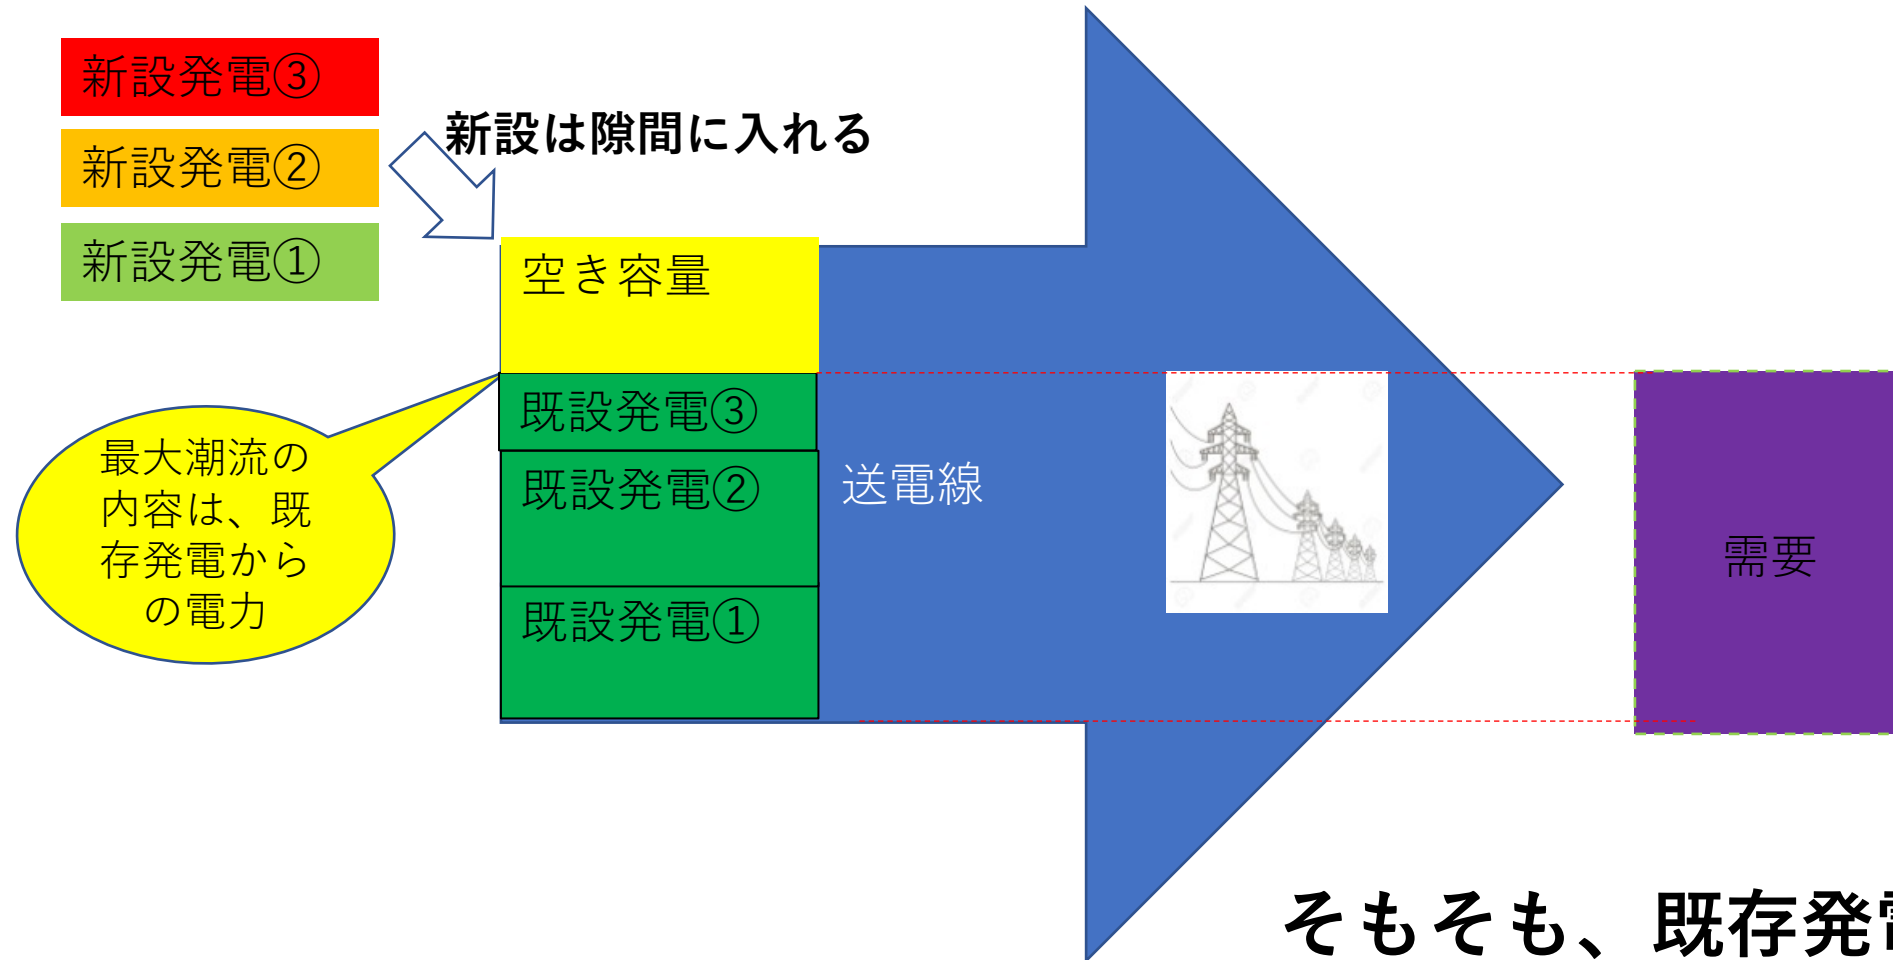 新設発電③
新設発電②
新設発電①
新設は隙間に入れる
空き容量
既設発電③
既設発電②
既設発電①
最大潮流の
内容は、既
存発電から
の電力
送電線
需要
そもそも、既存発